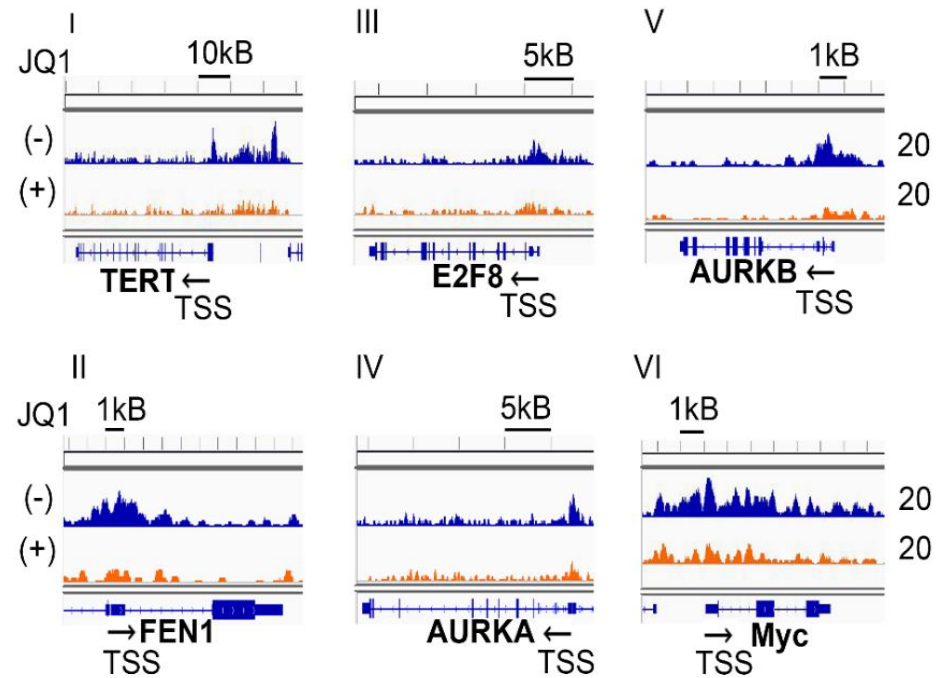 I III V
JQ1 10kB 5kB 1kB
(-) 20
(+) 20
TERT← E2F8← AURKB←
TSS TSS TSS
II IV VI
JQ1 1kB 5kB 1kB
(-) 20
(+) 20
→FEN1 AURKA← → Myc
TSS TSS TSS